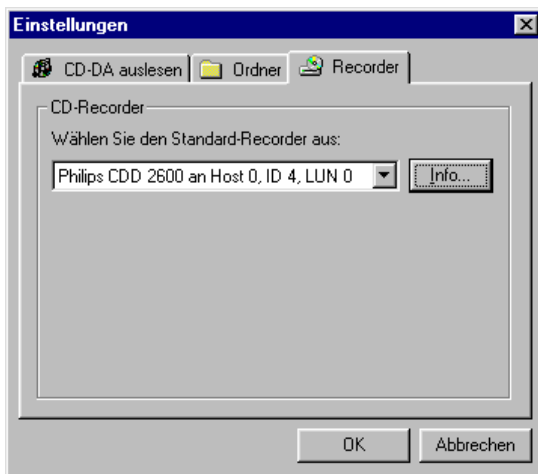 Einstellungen
CD-DA auslesen Ordner Recorder
CD-Recorder
Wählen Sie den Standard-Recorder aus:
Philips CDD 2600 an Host 0, ID 4, LUN 0 Info...
OK Abbrechen